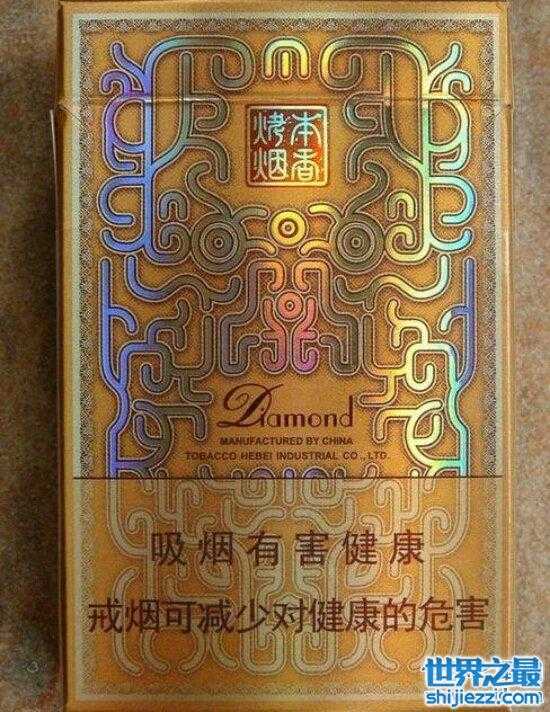 本香
烤烟
Diamond
MANUFACTURED BY CHINA
TOBACCO HEBEI INDUSTRIAL CO., LTD.
吸烟有害健康
戒烟可减少对健康的危害
世界之最
shijiezzj.com